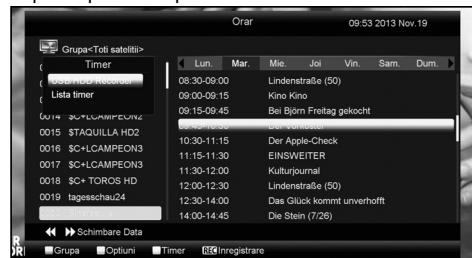 Orar
09:53 2013 Nov.19
Grupa<Toti satelitii>
Timer
USB/HDD Recorder
Lista timer
Lun. Mar. Mie. Joi Vin. Sam. Dum.
08:30-09:00 Lindenstraße (50)
09:00-09:15 Kino Kino
09:15-09:45 Bei Björn Freitag gekocht
09:45-10:30 Der Vorkoster
10:30-11:15 Der Apple-Check
11:15-11:30 EINSWEITER
11:30-12:00 Kulturjournal
12:00-12:30 Lindenstraße (50)
12:30-14:00 Das Glück kommt unverhofft
14:00-14:45 Die Stein (7/26)
0014 $C+LCAMPEON2
0015 $TAQUILLA HD2
0016 $C+LCAMPEON3
0017 $C+LCAMPEON3
0018 $C+ TOROS HD
0019 tagesschau24
Schimbare Data
Grupa Optiuni Timer REC Inregistrare